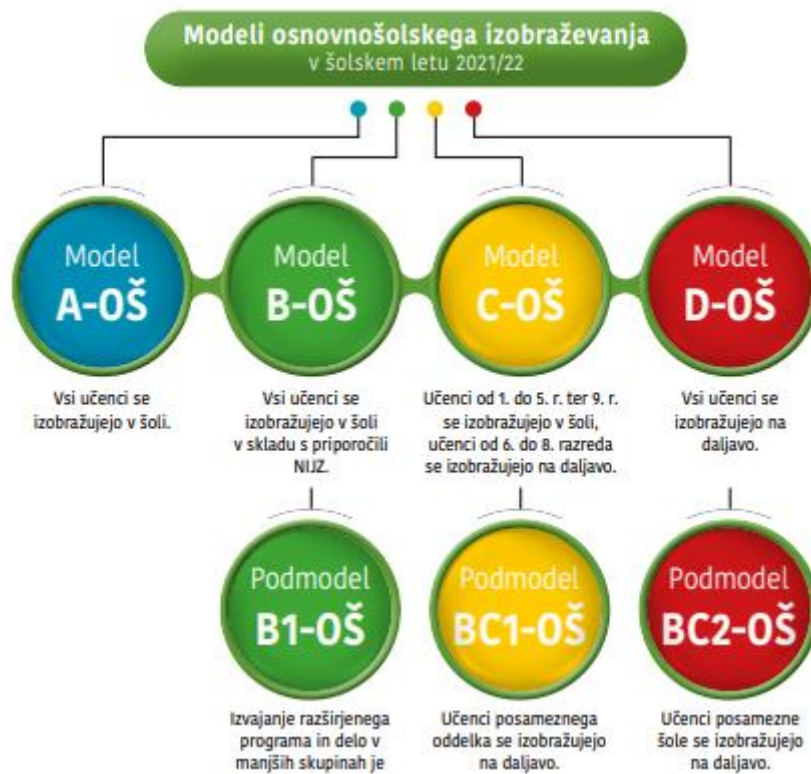 Modeli osnovnošolskega izobraževanja
v šolskem letu 2021/22
Model
A-OŠ
Vsi učenci se
izobražujejo v šoli.
Model
B-OŠ
Vsi učenci se
izobražujejo v šoli
v skladu s priporočili
NIJZ.
Model
C-OŠ
Učenci od 1. do 5. r. ter 9. r.
se izobražujejo v šoli,
učenci od 6. do 8. razreda
se izobražujejo na daljavo.
Model
D-OŠ
Vsi učenci se
izobražujejo na
daljavo.
Podmodel
B1-OŠ
Izvajanje razširjenega
programa in delo v
manjših skupinah je
Podmodel
BC1-OŠ
Učenci posameznega
oddelka se izobražujejo
na daljavo.
Podmodel
BC2-OŠ
Učenci posamezne
šole se izobražujejo
na daljavo.